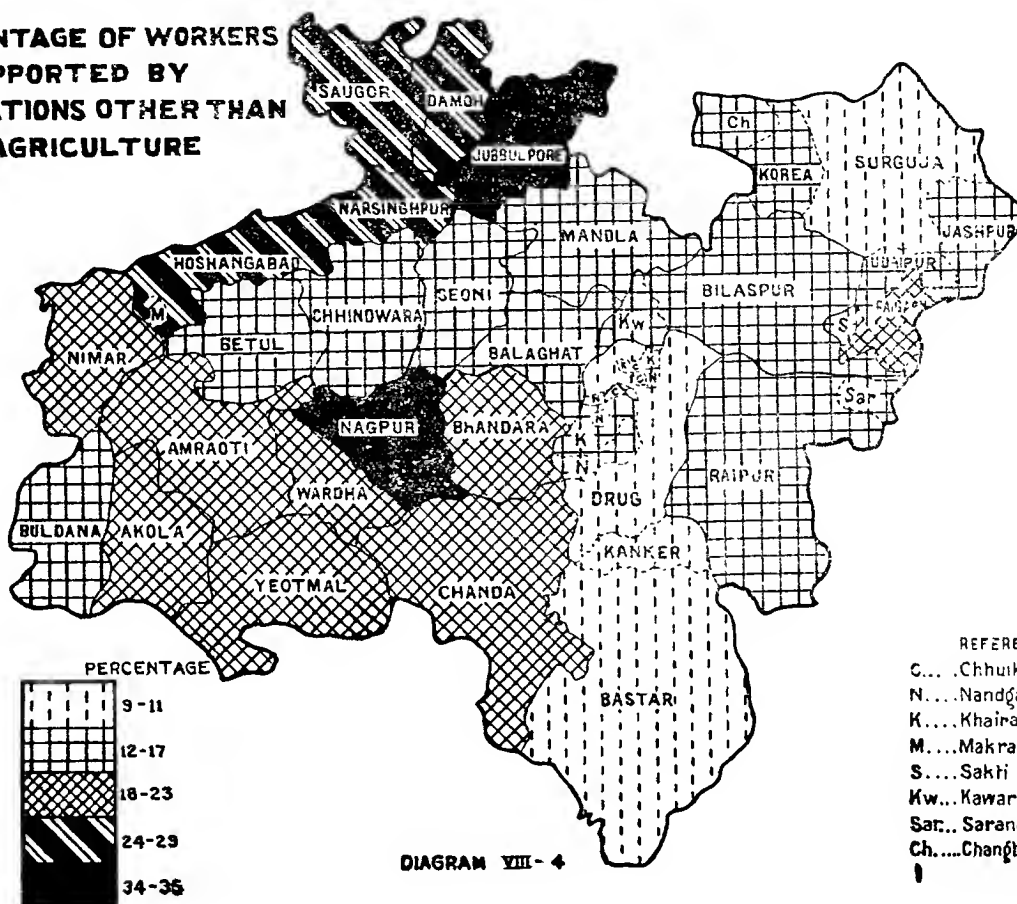 NTAGE OF WORKERS
PPORTED BY
ATIONS OTHER THAN
AGRICULTURE
SAUGOR
DAMOH
JUBBULPORE
Ch
KOREA
SURGUJA
JASHPUR
NARSINGHPUR
HOSHANGABAD
MANDLA
UDAIPUR
M
SEONI
BILASPUR
NIMAR
BETUL
CHHINDWARA
Kw
S
BALAGHAT
Sar
NAGPUR
BHANDARA
AMRAOTI
K
N
RAIPUR
WARDHA
DRUG
BULDANA
AKOLA
KANKER
YEOTMAL
CHANDA
BASTAR
PERCENTAGE
9-11
12-17
18-23
24-29
34-35
DIAGRAM VIII-4
REFERE
C....Chhuik
N....Nandga
K....Khaira
M....Makra
S....Sakti
Kw...Kawar
Sar...Saran
Ch.....Changb